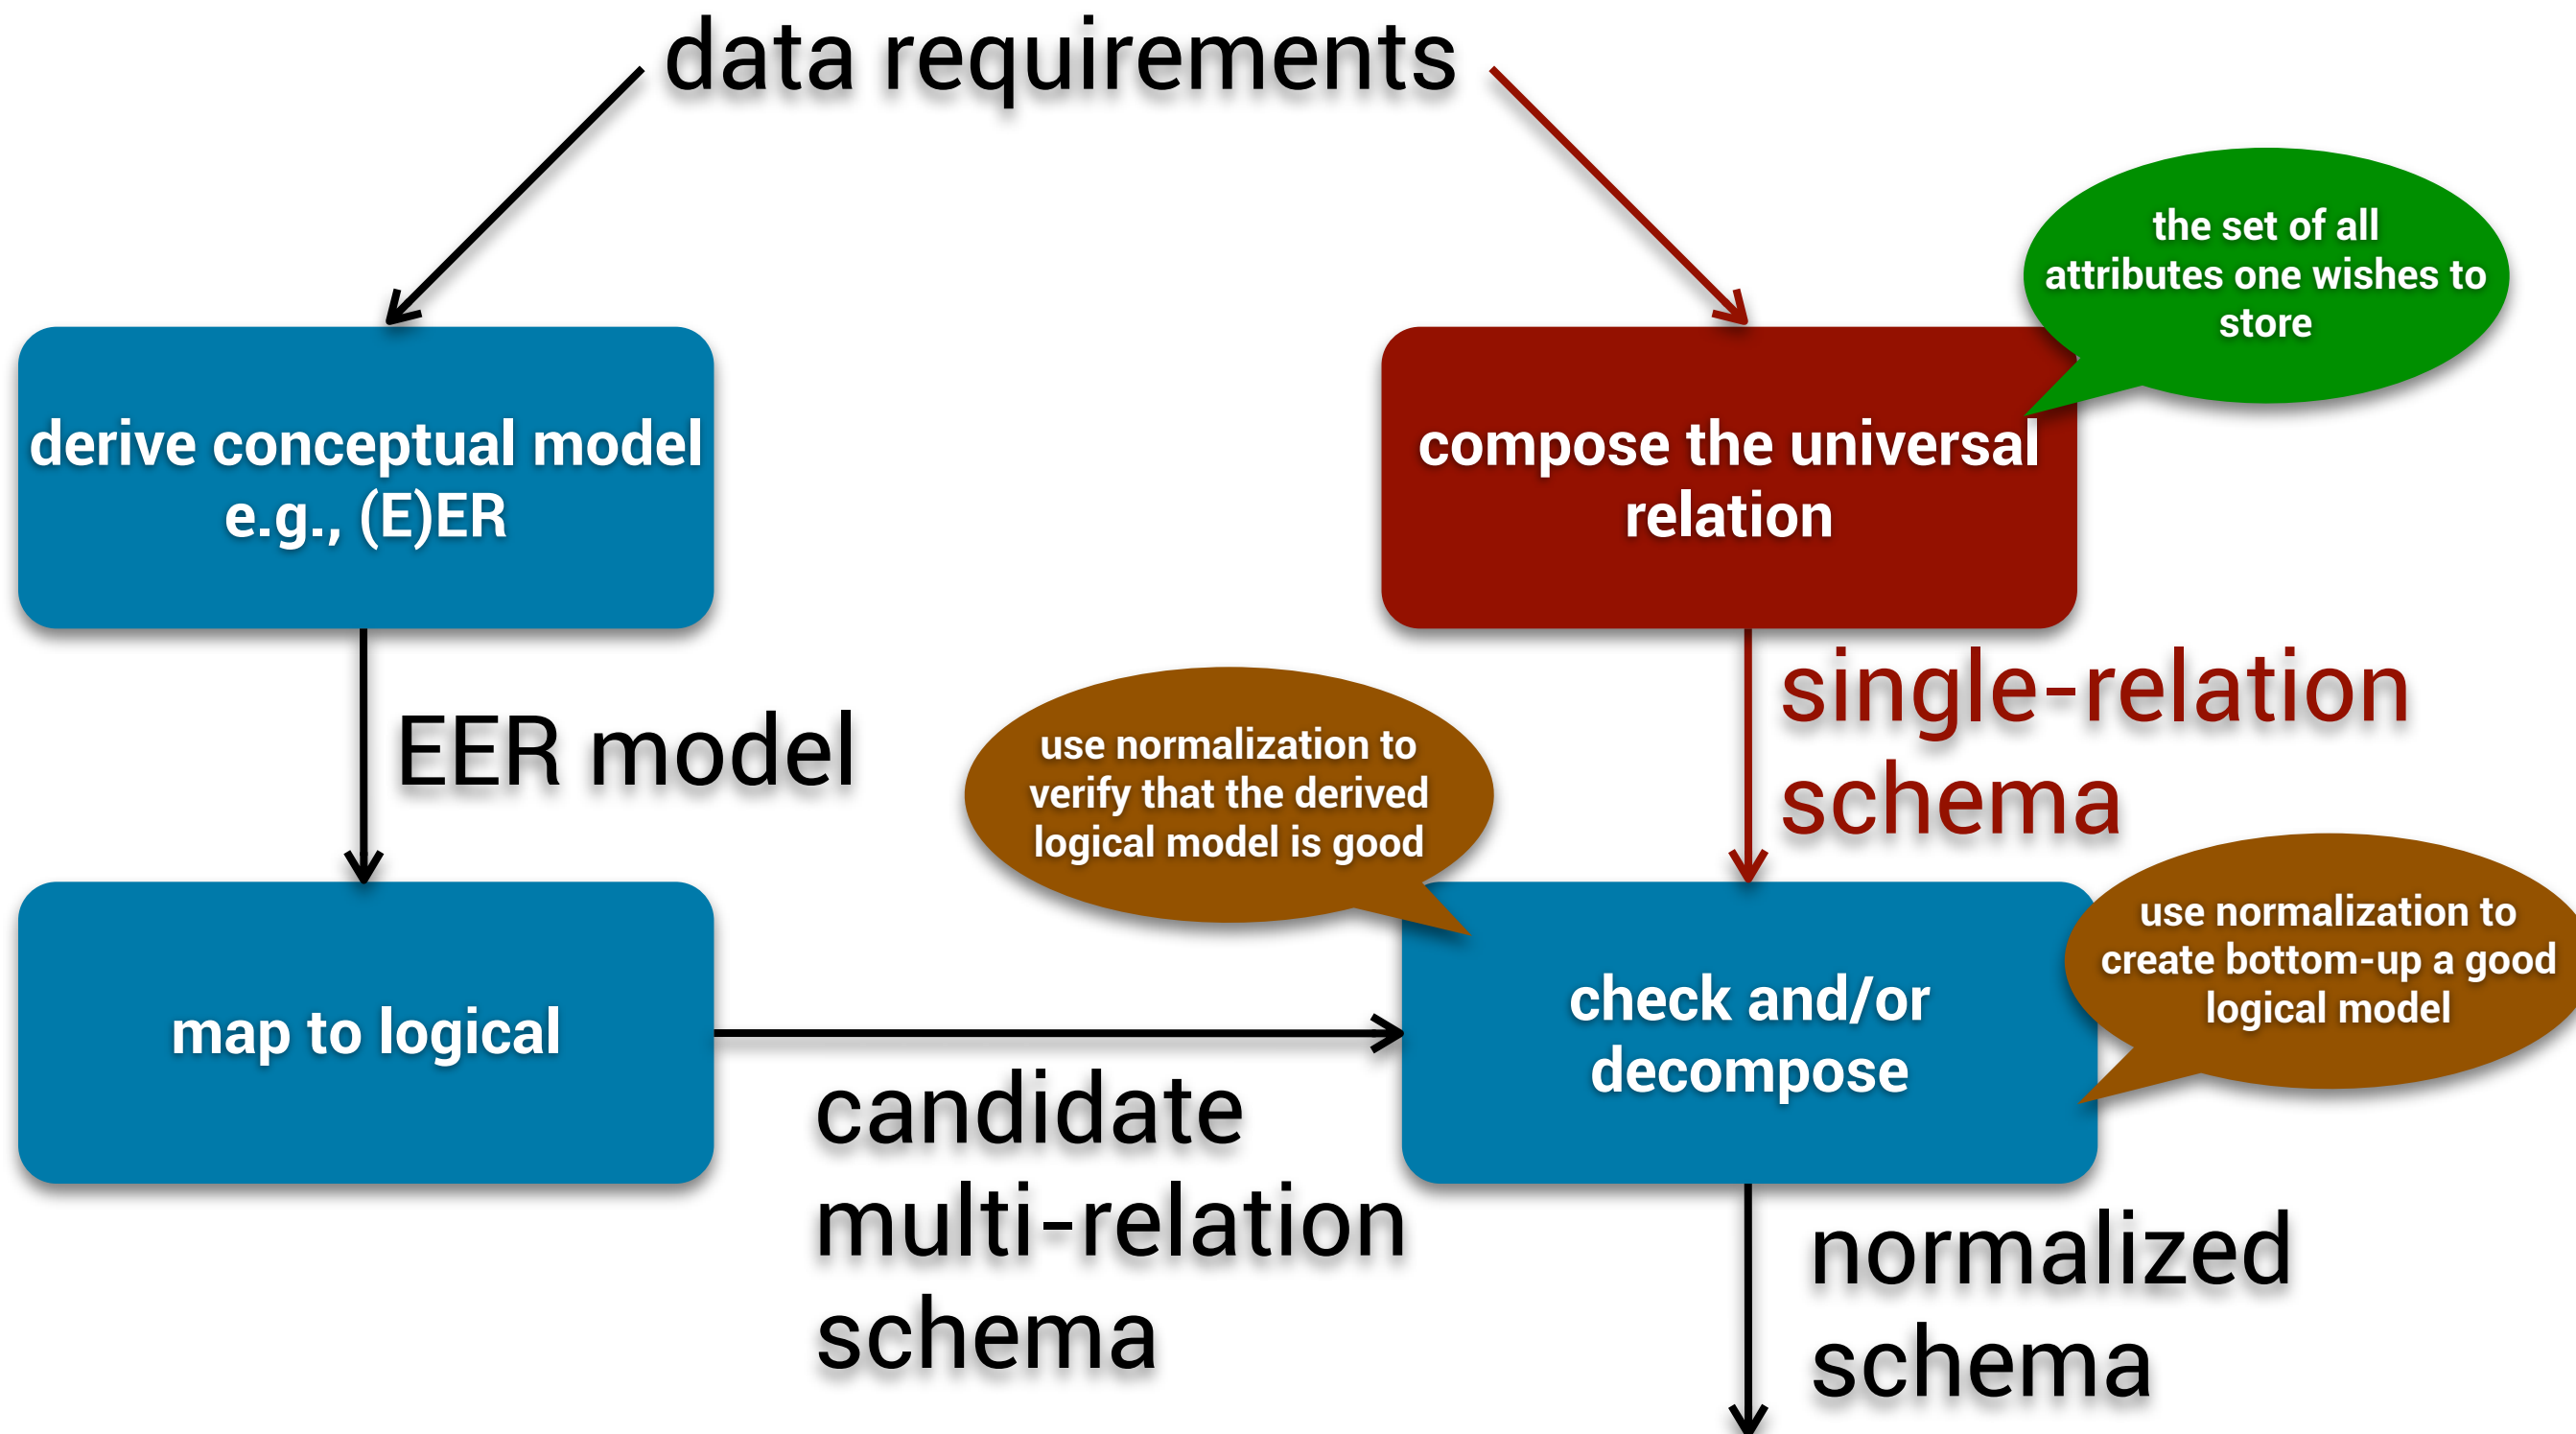 data requirements
the set of all
attributes one wishes to
store
derive conceptual model
e.g., (E)ER
compose the universal
relation
EER model
single-relation
schema
use normalization to
verify that the derived
logical model is good
use normalization to
create bottom-up a good
logical model
map to logical
check and/or
decompose
candidate
multi-relation
schema
normalized
schema